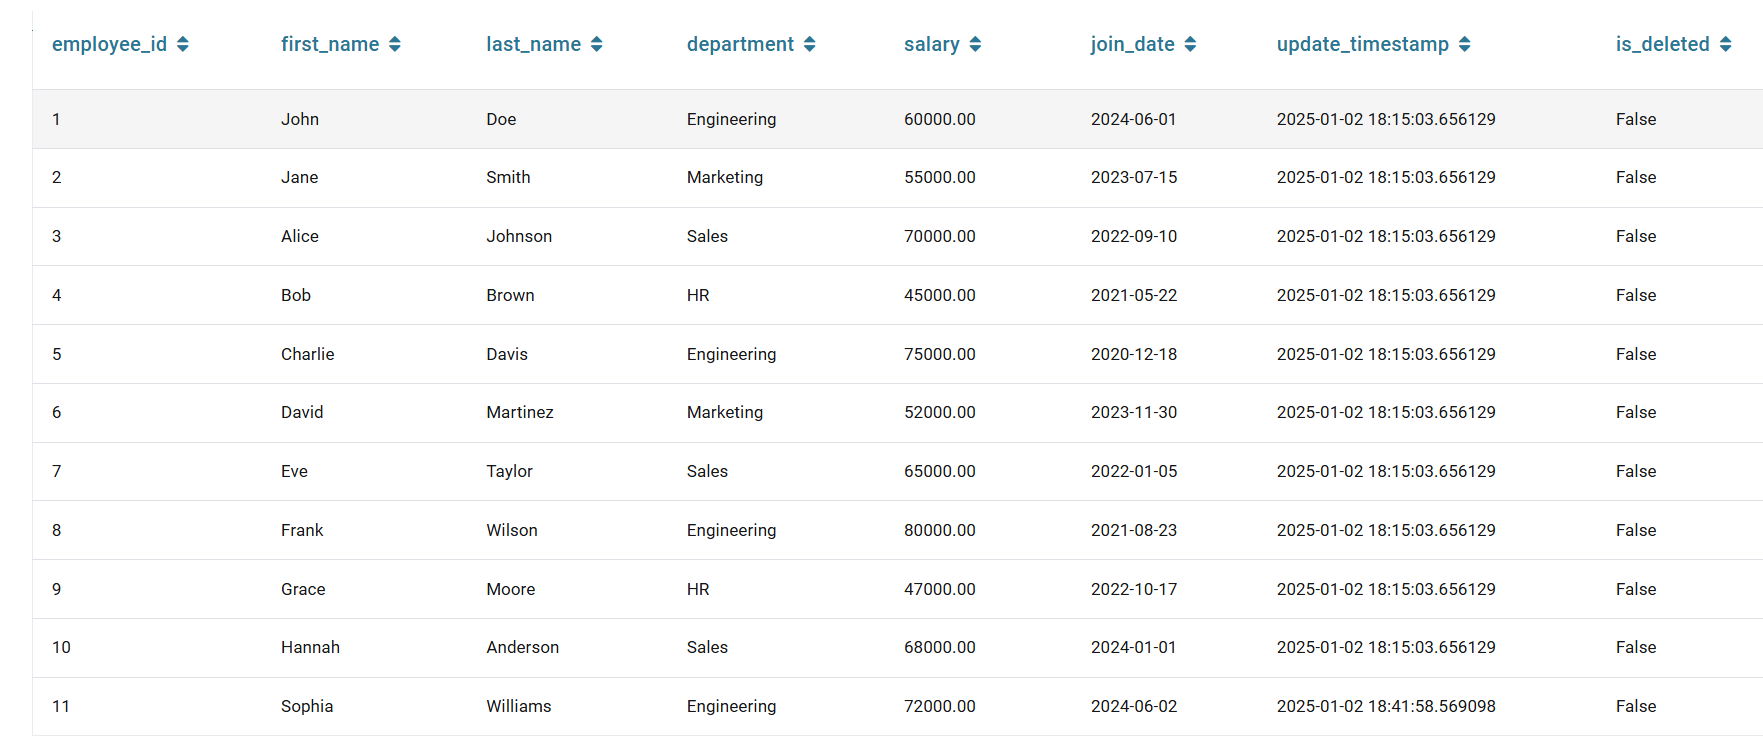 employee_id first_name last_name department salary join_date update_timestamp is_deleted
1 John Doe Engineering 60000.00 2024-06-01 2025-01-02 18:15:03.656129 False
2 Jane Smith Marketing 55000.00 2023-07-15 2025-01-02 18:15:03.656129 False
3 Alice Johnson Sales 70000.00 2022-09-10 2025-01-02 18:15:03.656129 False
4 Bob Brown HR 45000.00 2021-05-22 2025-01-02 18:15:03.656129 False
5 Charlie Davis Engineering 75000.00 2020-12-18 2025-01-02 18:15:03.656129 False
6 David Martinez Marketing 52000.00 2023-11-30 2025-01-02 18:15:03.656129 False
7 Eve Taylor Sales 65000.00 2022-01-05 2025-01-02 18:15:03.656129 False
8 Frank Wilson Engineering 80000.00 2021-08-23 2025-01-02 18:15:03.656129 False
9 Grace Moore HR 47000.00 2022-10-17 2025-01-02 18:15:03.656129 False
10 Hannah Anderson Sales 68000.00 2024-01-01 2025-01-02 18:15:03.656129 False
11 Sophia Williams Engineering 72000.00 2024-06-02 2025-01-02 18:41:58.569098 False